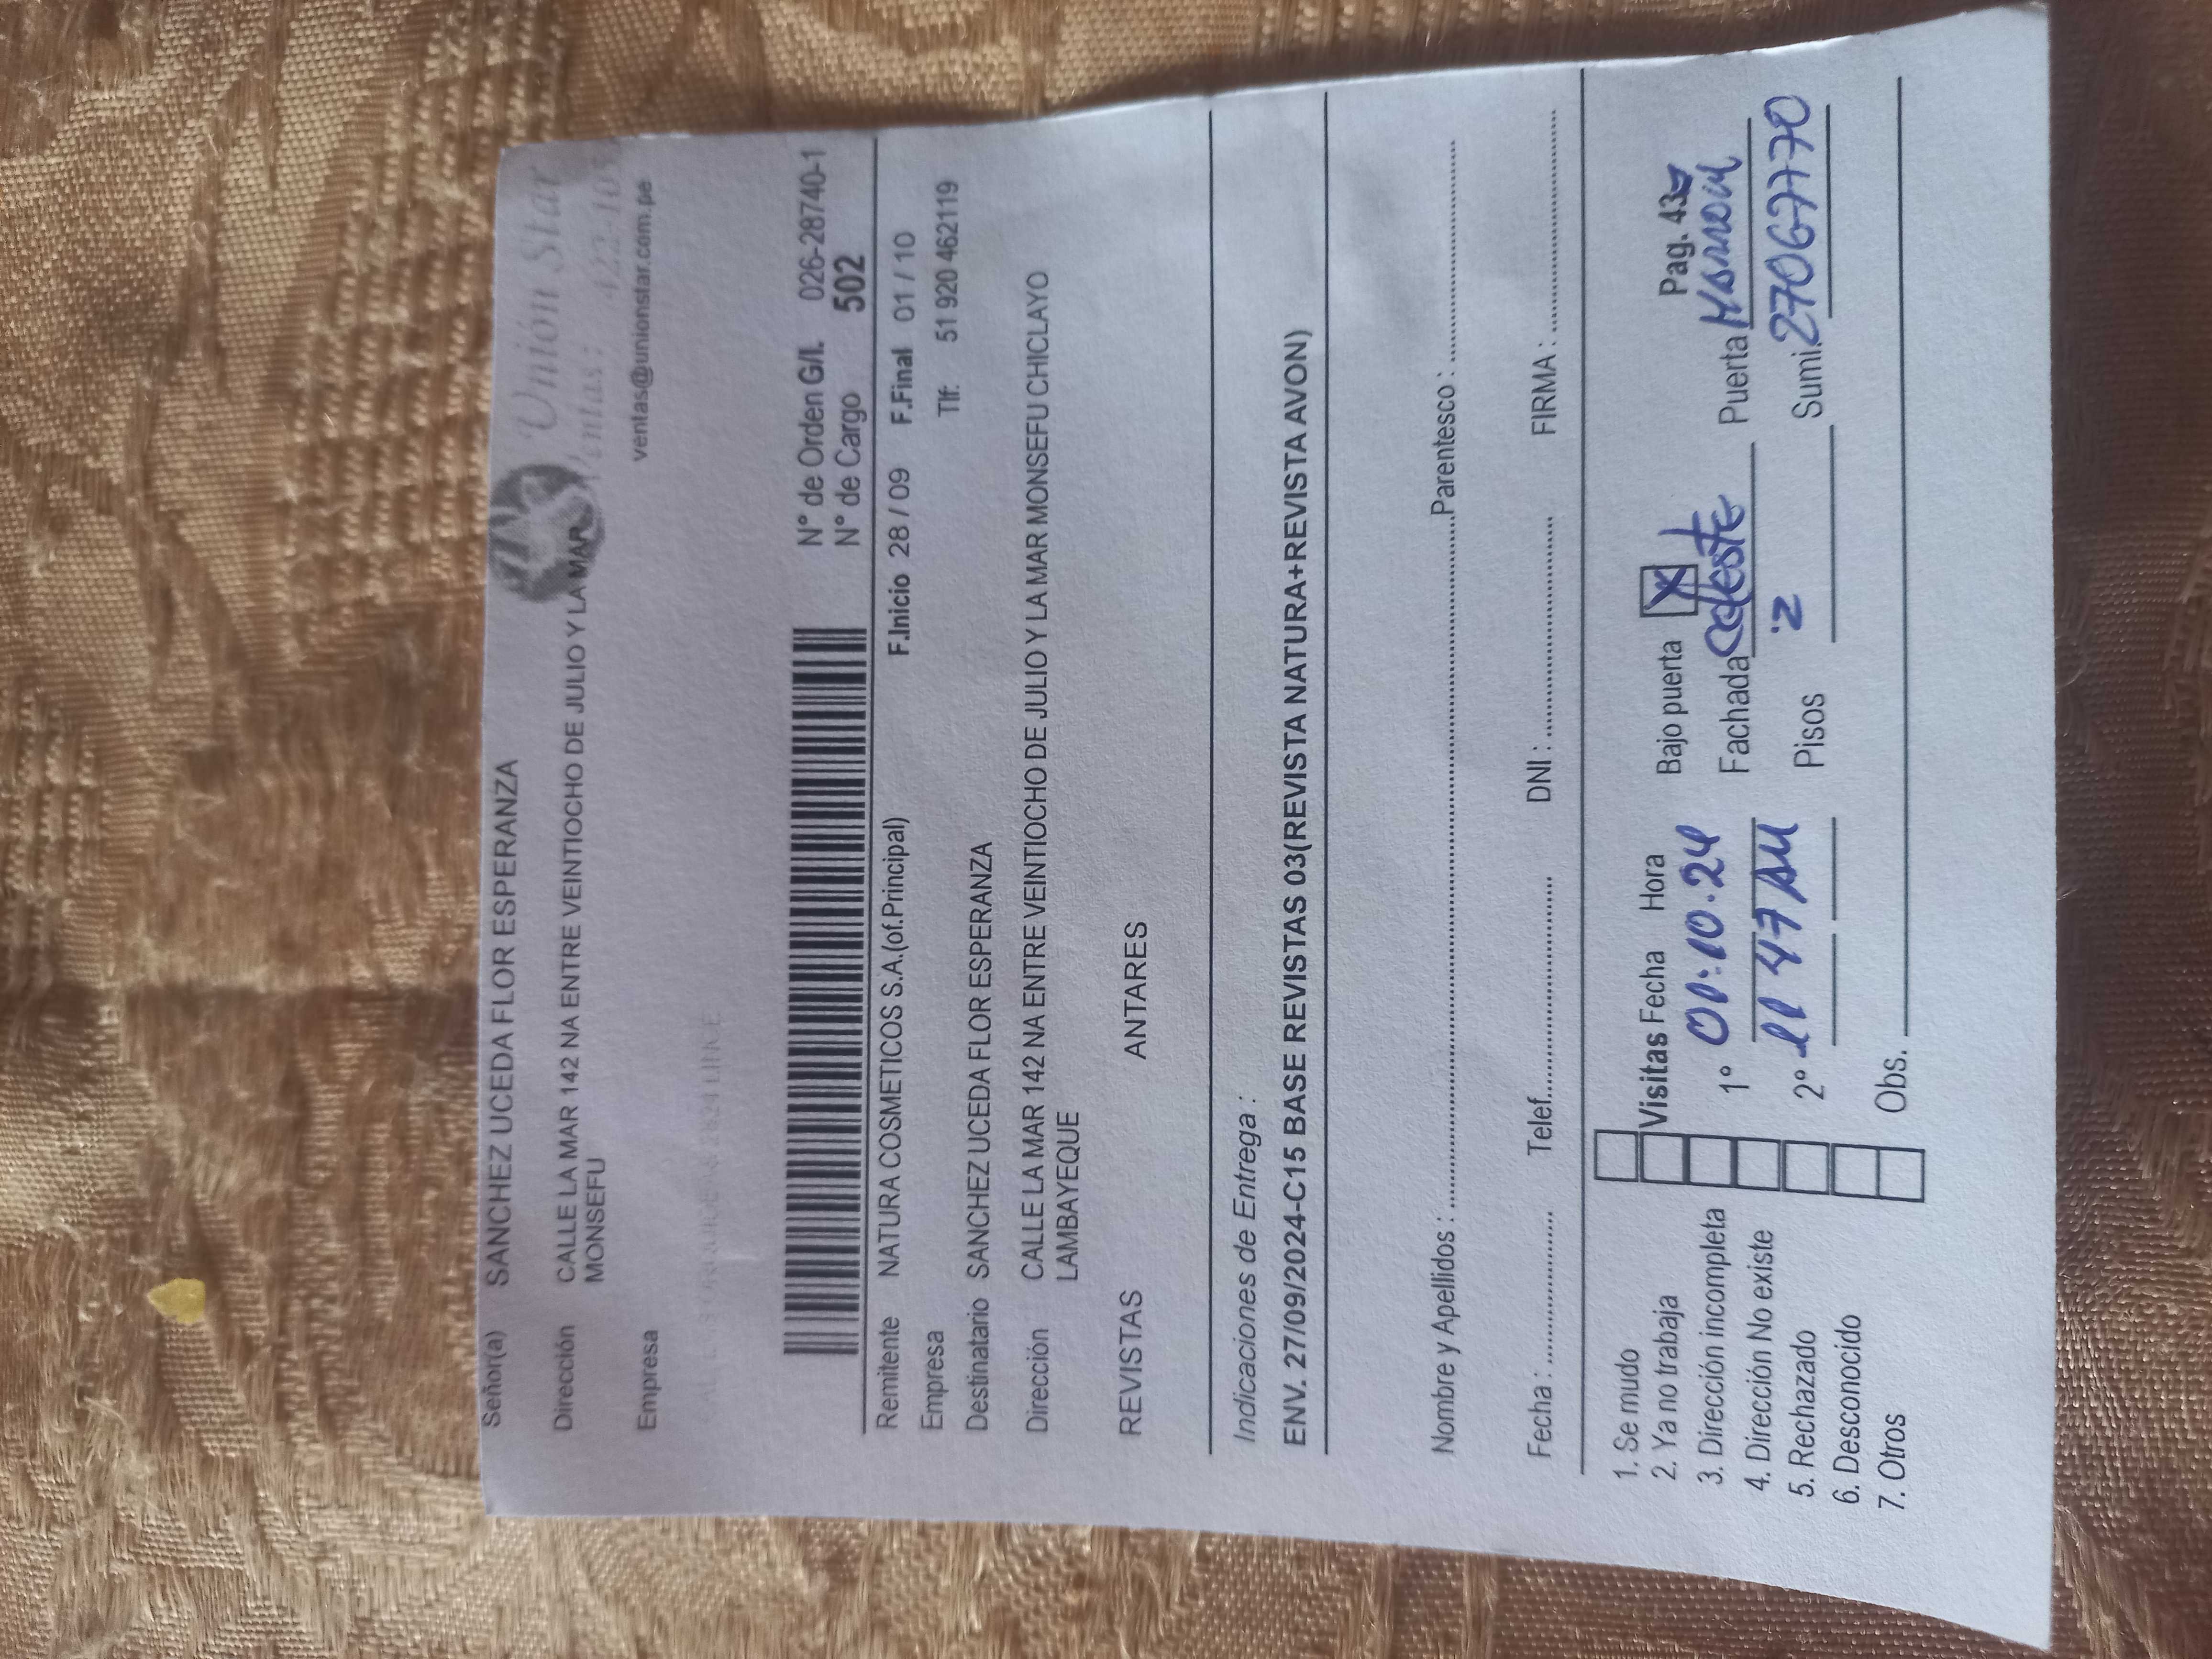 Señor(a) SANCHEZ UCEDA FLOR ESPERANZA
Unión Star
Dirección CALLE LA MAR 142 NA ENTRE VEINTIOCHO DE JULIO Y LA MAR
MONSEFU
Ventas:
ventas@unionstar.com.pe
Empresa
N° de Orden G/I. 026-28740-1
N° de Cargo 502
Remitente NATURA COSMETICOS S.A.(of.Principal) F.Inicio 28 / 09 F.Final 01 / 10
Empresa Tlf: 51 920 462119
Destinatario SANCHEZ UCEDA FLOR ESPERANZA
Dirección CALLE LA MAR 142 NA ENTRE VEINTIOCHO DE JULIO Y LA MAR MONSEFU CHICLAYO
LAMBAYEQUE
REVISTAS ANTARES
Indicaciones de Entrega :
ENV. 27/09/2024-C15 BASE REVISTAS 03(REVISTA NATURA+REVISTA AVON)
Nombre y Apellidos : Parentesco :
Fecha : Telef. DNI : FIRMA :
1. Se mudo
2. Ya no trabaja
3. Dirección incompleta
4. Dirección No existe
5. Rechazado
6. Desconocido
7. Otros
Visitas Fecha Hora Bajo puerta X Pag. 43
1° 01.10.24 Fachada Celeste Puerta
2° 11 47 AM Pisos 2 Sumi. 27067770
Obs.